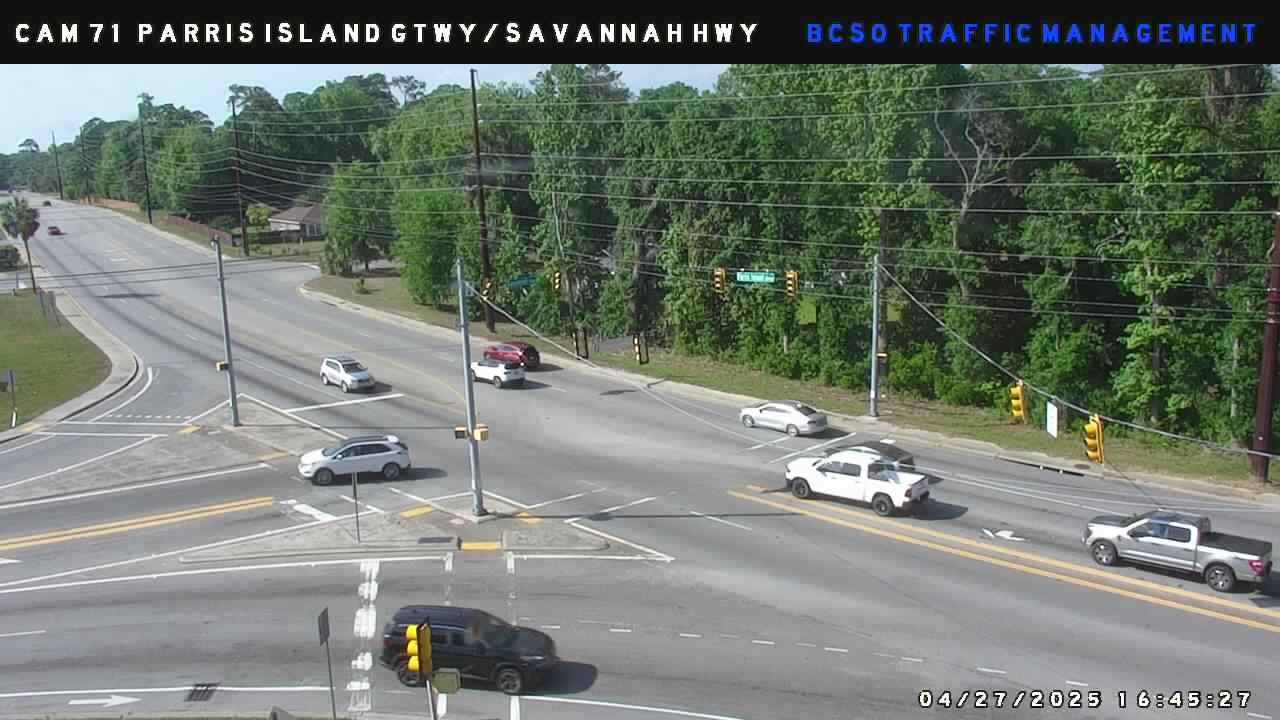 CAM 71 PARRIS ISLAND GTWY/SAVANNAH HWY BCSO TRAFFIC MANAGEMENT
04/27/2025 16:45:27